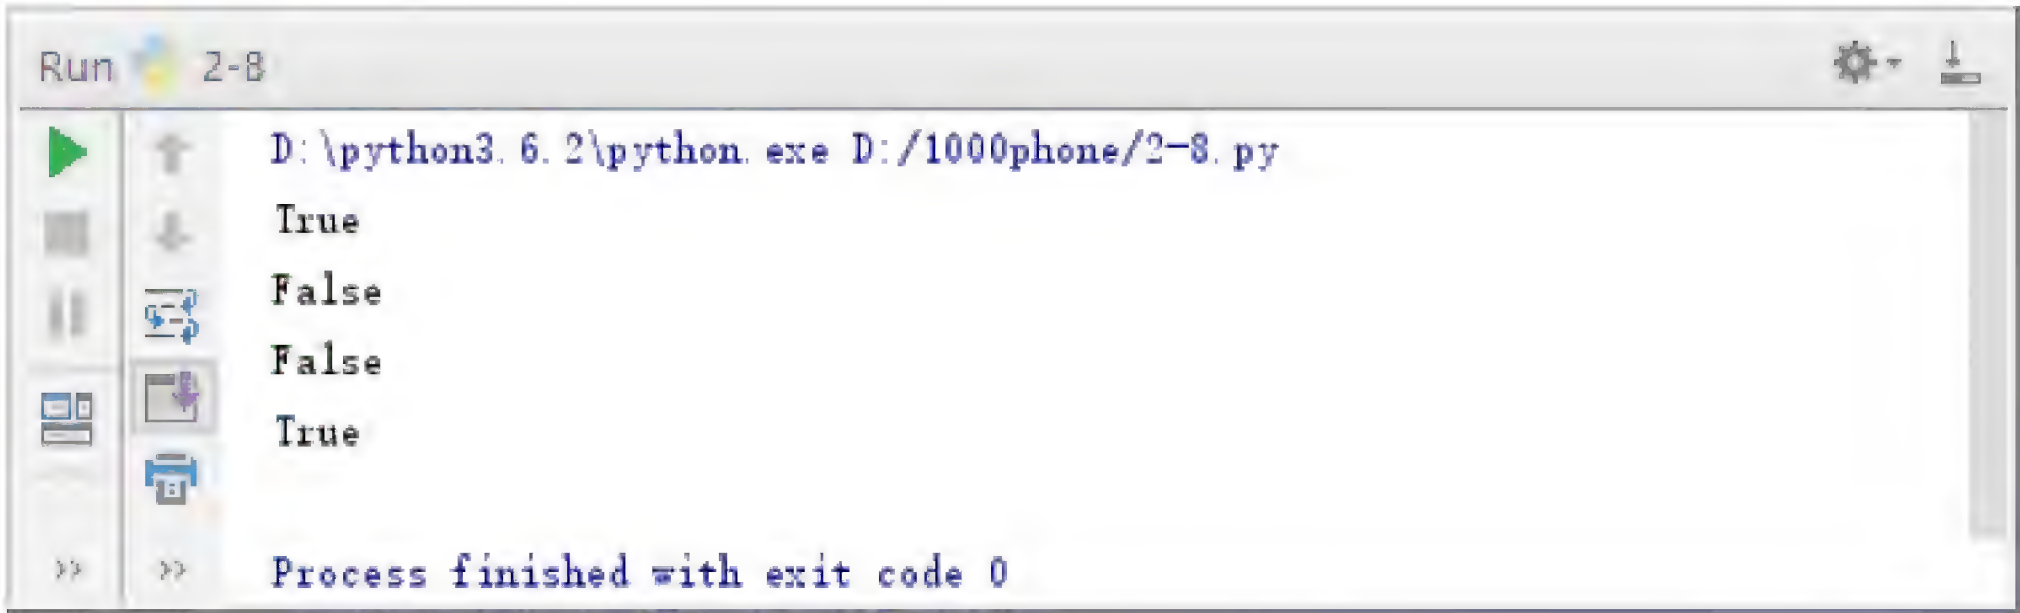 Run 2-8
D:\python3.6.2\python.exe D:/1000phone/2-8.py
True
False
False
True
Process finished with exit code 0